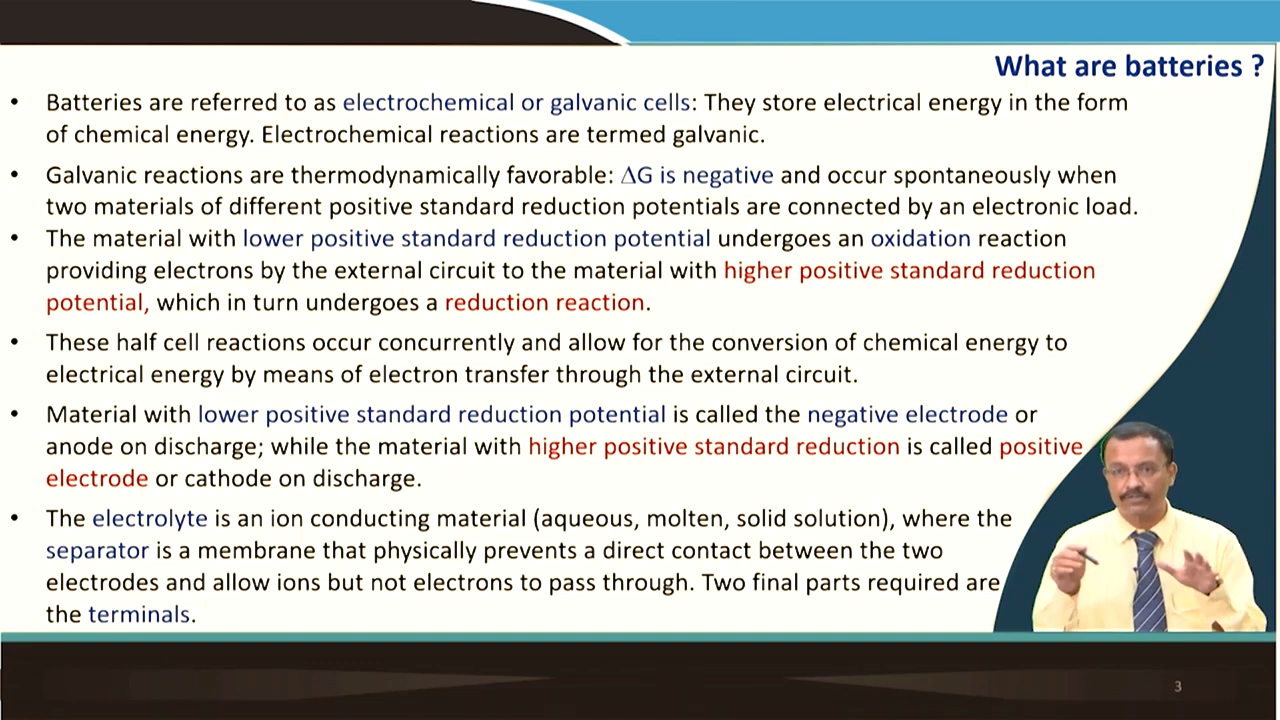 What are batteries ?
• Batteries are referred to as electrochemical or galvanic cells: They store electrical energy in the form
of chemical energy. Electrochemical reactions are termed galvanic.
• Galvanic reactions are thermodynamically favorable: ΔG is negative and occur spontaneously when
two materials of different positive standard reduction potentials are connected by an electronic load.
• The material with lower positive standard reduction potential undergoes an oxidation reaction
providing electrons by the external circuit to the material with higher positive standard reduction
potential, which in turn undergoes a reduction reaction.
• These half cell reactions occur concurrently and allow for the conversion of chemical energy to
electrical energy by means of electron transfer through the external circuit.
• Material with lower positive standard reduction potential is called the negative electrode or
anode on discharge; while the material with higher positive standard reduction is called positive
electrode or cathode on discharge.
• The electrolyte is an ion conducting material (aqueous, molten, solid solution), where the
separator is a membrane that physically prevents a direct contact between the two
electrodes and allow ions but not electrons to pass through. Two final parts required are
the terminals.
3